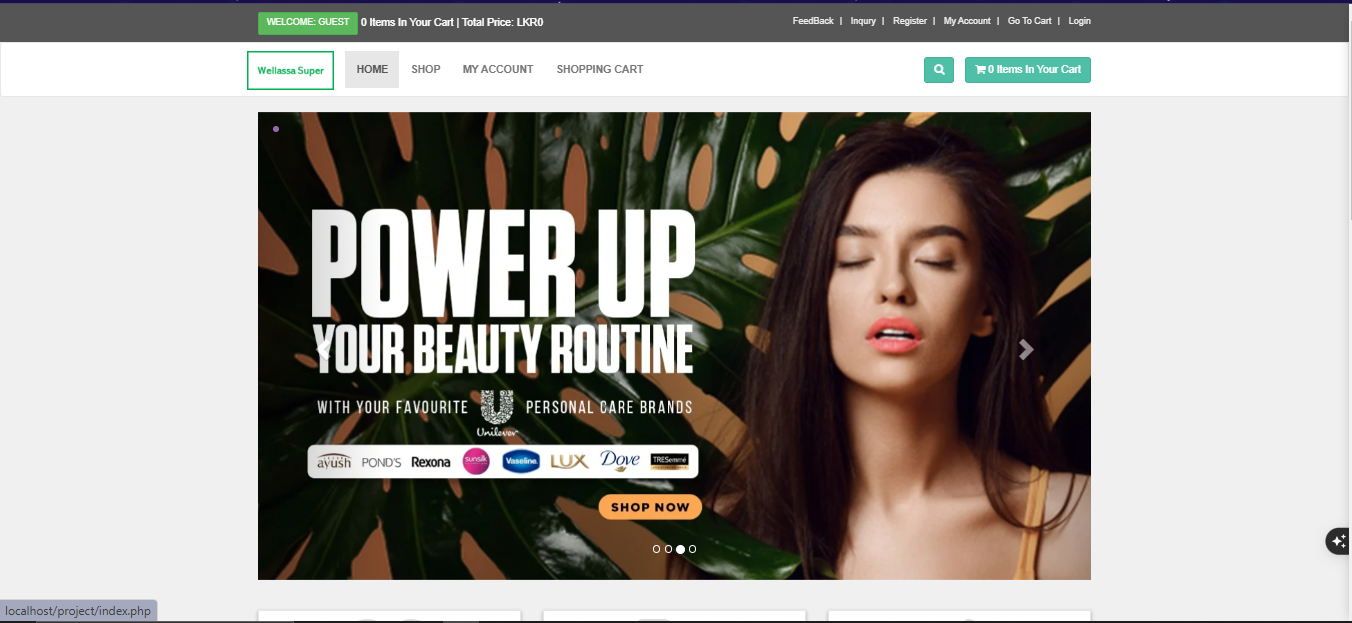 WELCOME: GUEST 0 Items In Your Cart | Total Price: LKR0
FeedBack | Inqury | Register | My Account | Go To Cart | Login
Wellassa Super
HOME SHOP MY ACCOUNT SHOPPING CART
0 Items In Your Cart
POWER UP
YOUR BEAUTY ROUTINE
WITH YOUR FAVOURITE U PERSONAL CARE BRANDS
Unilever
ayush POND'S Rexona sunsilk Vaseline LUX Dove TRESemmé
SHOP NOW
localhost/project/index.php